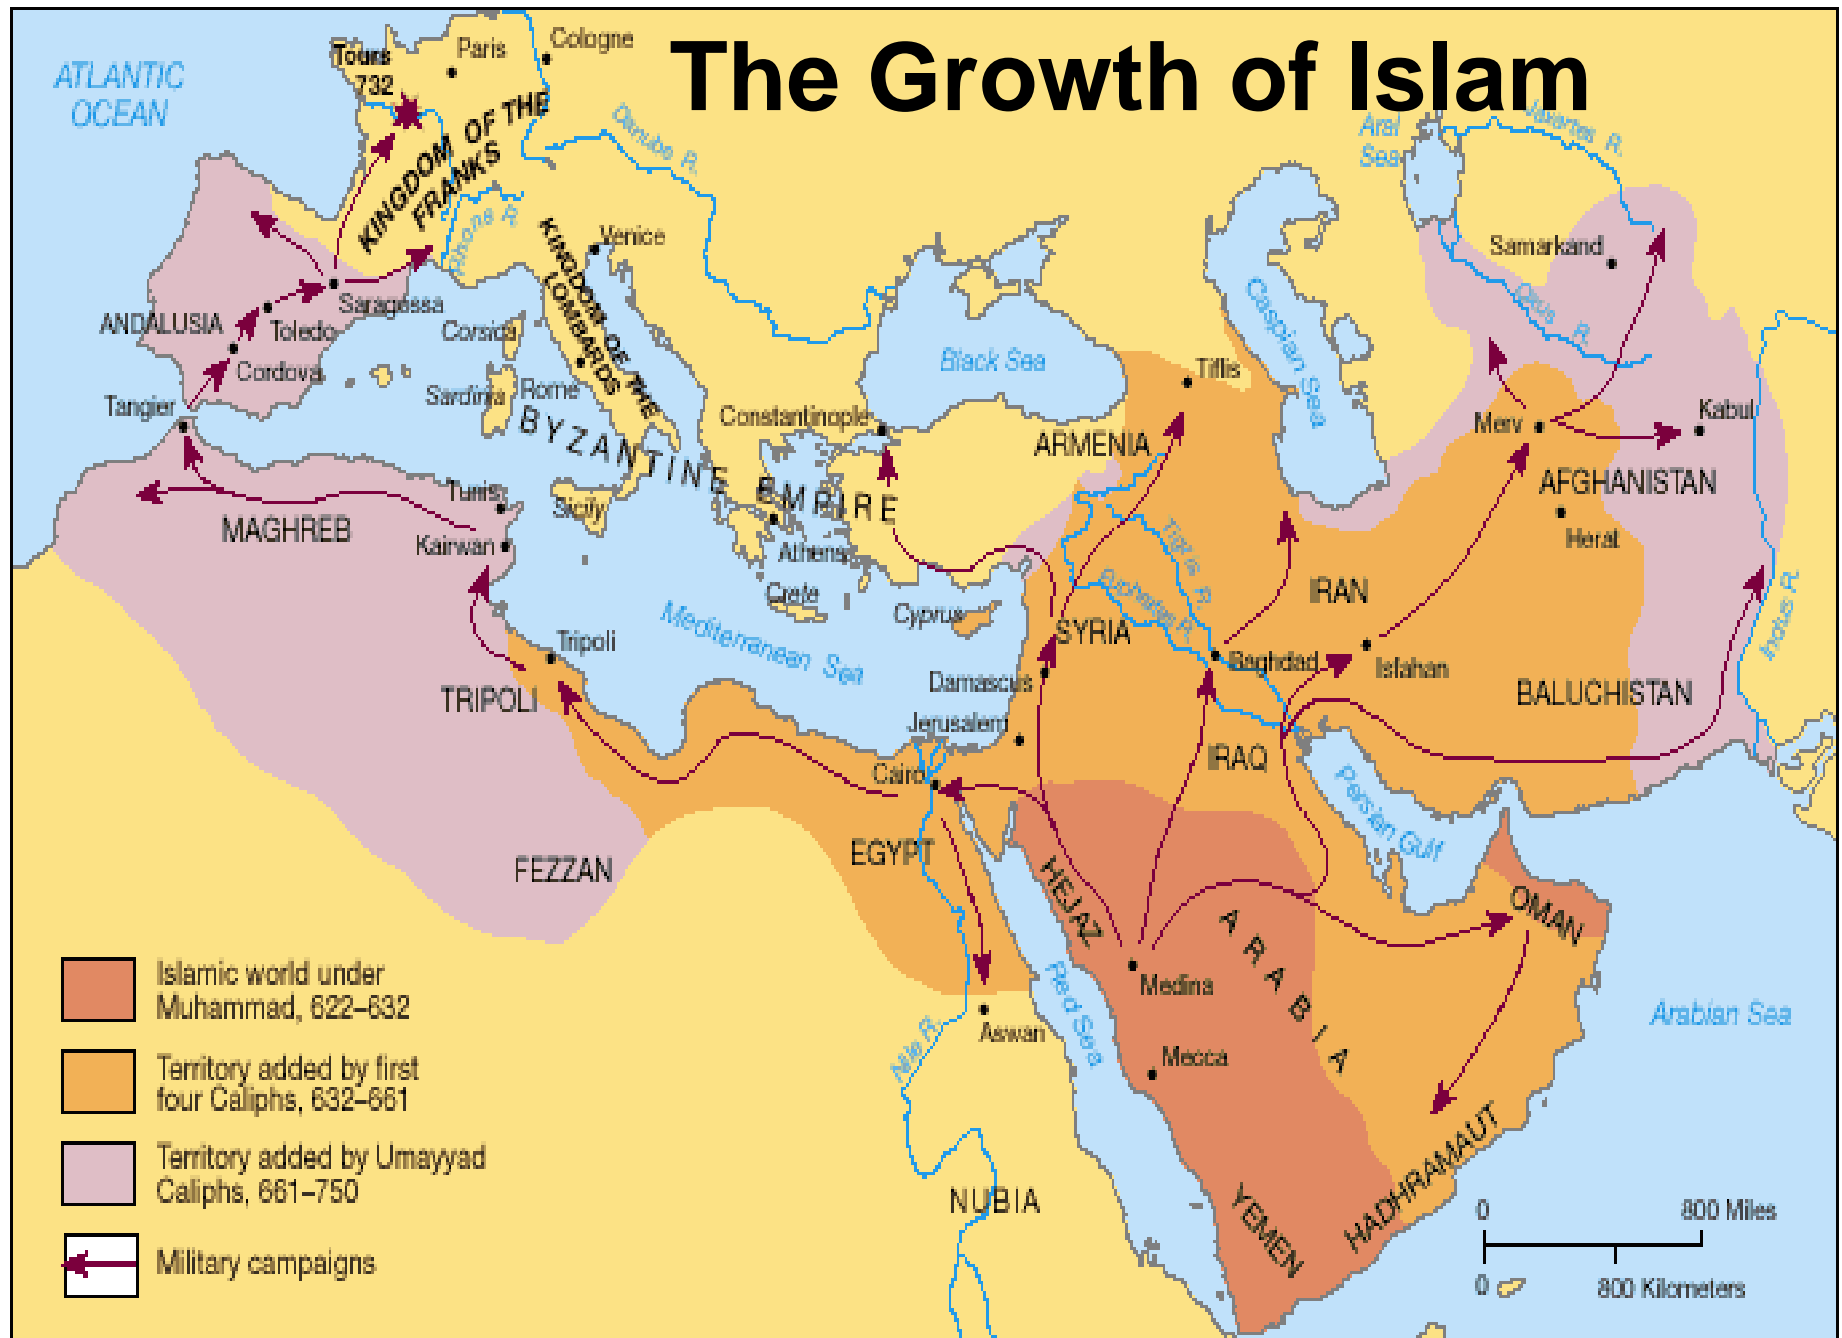 The Growth of Islam
ATLANTIC
OCEAN
Tours
732
Paris
Cologne
KINGDOM OF THE
FRANKS
Danube R.
Rhone R.
Venice
KINGDOM OF THE
LOMBARDS
Aral
Sea
Jaxartes R.
Samarkand
Oxus R.
Caspian Sea
Black Sea
Tiflis
Saragossa
ANDALUSIA
Toledo
Cordova
Corsica
Sardinia
Rome
Tangier
BYZANTINE EMPIRE
Constantinople
ARMENIA
Merv
Kabul
AFGHANISTAN
Herat
Tunis
Sicily
MAGHREB
Kairwan
Athens
Crete
Cyprus
Mediterranean Sea
Tigris R.
Euphrates R.
SYRIA
IRAN
Indus R.
Tripoli
TRIPOLI
Damascus
Baghdad
Isfahan
BALUCHISTAN
Jerusalem
IRAQ
Cairo
Persian Gulf
EGYPT
FEZZAN
HEJAZ
ARABIA
OMAN
Medina
Red Sea
Aswan
Nile R.
Mecca
Arabian Sea
NUBIA
YEMEN
HADHRAMAUT
Islamic world under
Muhammad, 622–632
Territory added by first
four Caliphs, 632–661
Territory added by Umayyad
Caliphs, 661–750
Military campaigns
0 800 Miles
0 800 Kilometers